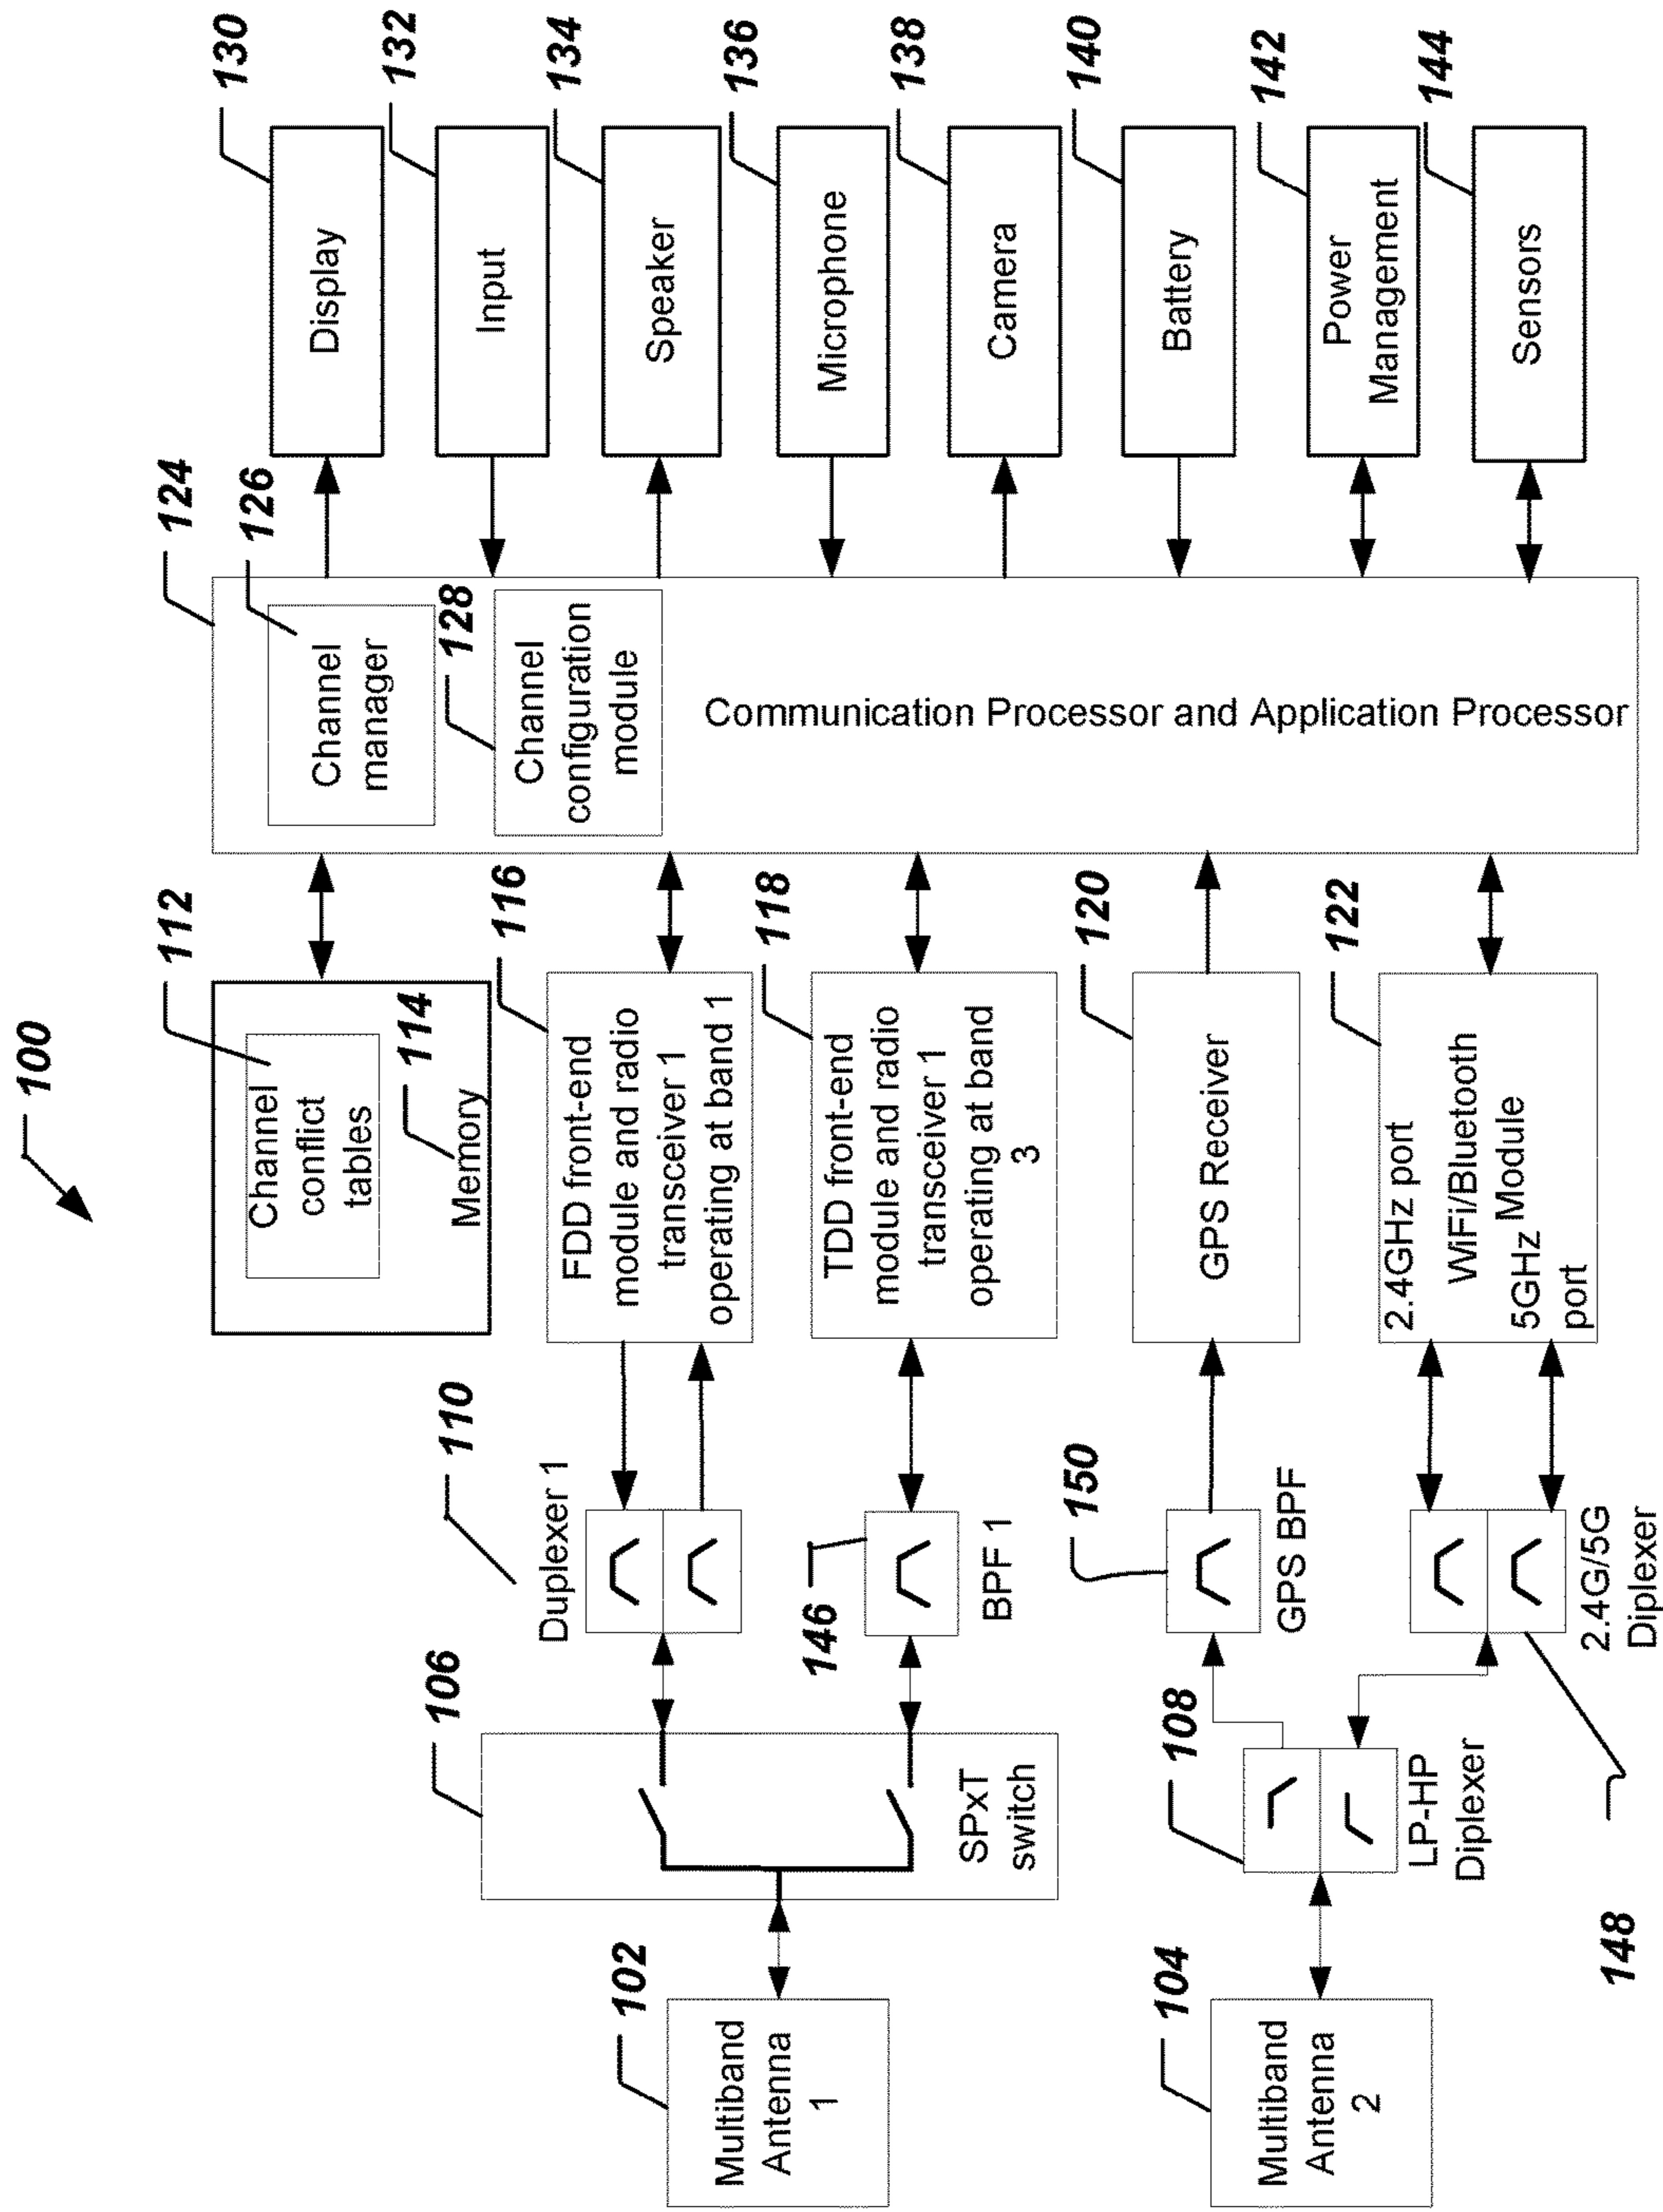 100
102
Multiband
Antenna
1
104
Multiband
Antenna
2
106
SPxT
switch
108
LP-HP
Diplexer
148
Duplexer 1
110
146
BPF 1
150
GPS BPF
2.4G/5G
Diplexer
112
Channel
conflict
tables
114
Memory
116
FDD front-end
module and radio
transceiver 1
operating at band 1
118
TDD front-end
module and radio
transceiver 1
operating at band
3
120
GPS Receiver
122
2.4GHz port
WiFi/Bluetooth
Module
5GHz
port
124
126
Channel
manager
128
Channel
configuration
module
Communication Processor and Application Processor
130
Display
132
Input
134
Speaker
136
Microphone
138
Camera
140
Battery
142
Power
Management
144
Sensors